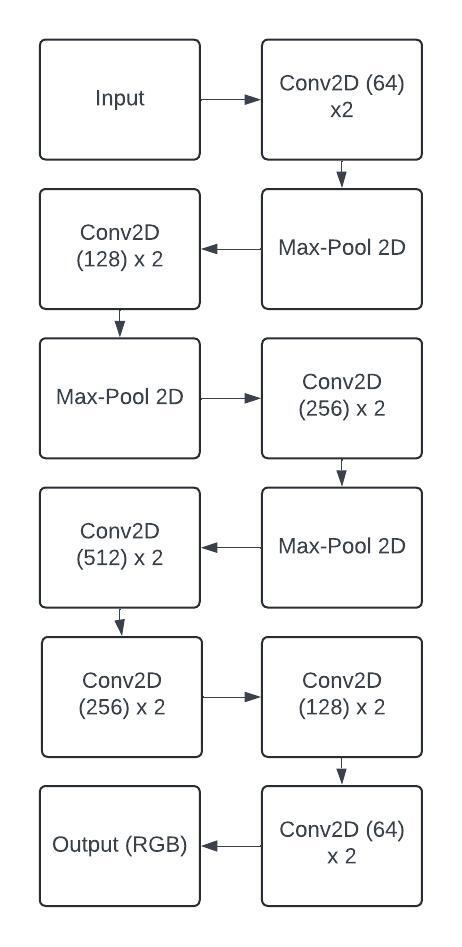 Input
Conv2D (64)
x2
Max-Pool 2D
Conv2D
(128) x 2
Max-Pool 2D
Conv2D
(256) x 2
Max-Pool 2D
Conv2D
(512) x 2
Conv2D
(256) x 2
Conv2D
(128) x 2
Conv2D (64)
x 2
Output (RGB)